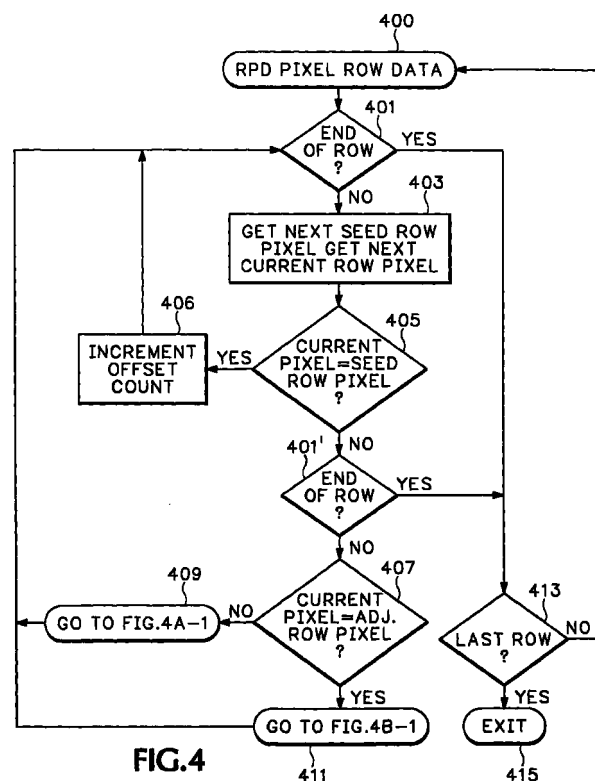 400
RPD PIXEL ROW DATA
401
END
OF ROW
?
YES
NO
403
GET NEXT SEED ROW
PIXEL GET NEXT
CURRENT ROW PIXEL
406
INCREMENT
OFFSET
COUNT
YES
405
CURRENT
PIXEL=SEED
ROW PIXEL
?
NO
401'
END
OF ROW
?
YES
NO
409
GO TO FIG.4A-1
NO
407
CURRENT
PIXEL=ADJ.
ROW PIXEL
?
YES
413
LAST ROW
?
NO
YES
GO TO FIG.4B-1
411
EXIT
415
FIG.4